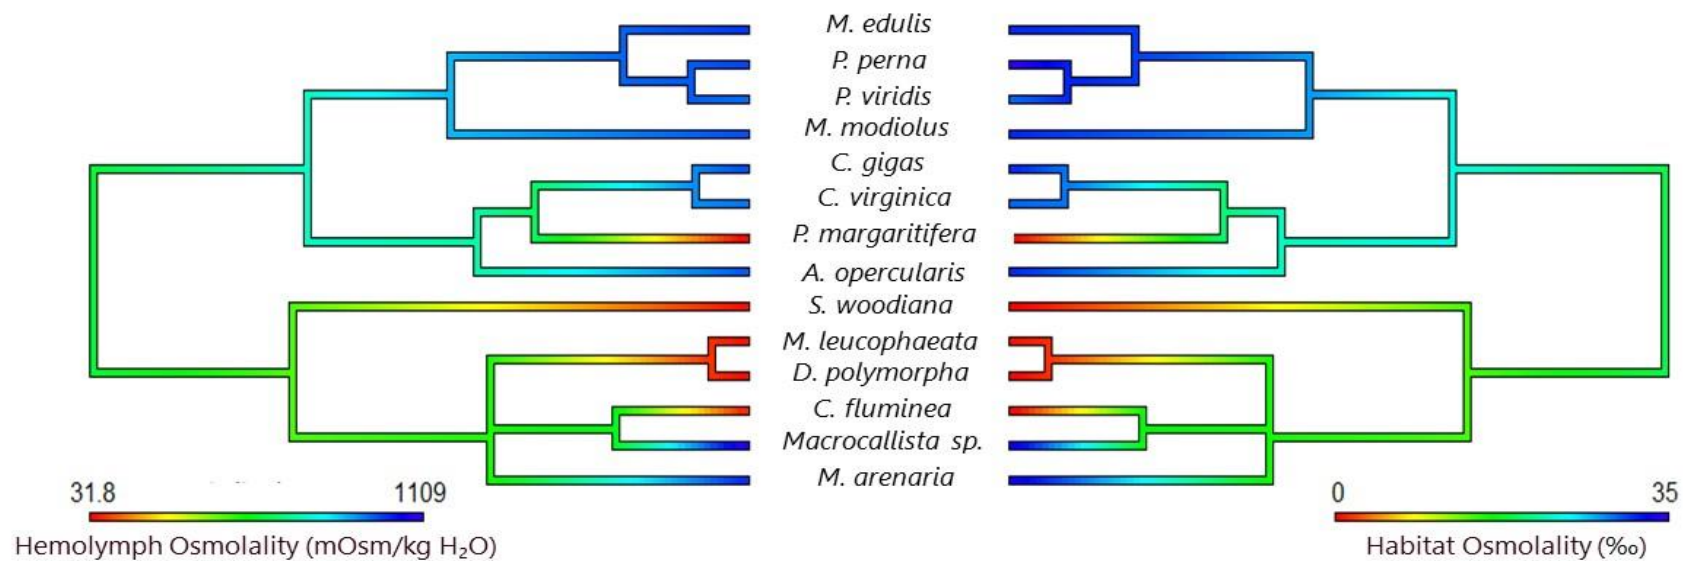 M. edulis
P. perna
P. viridis
M. modiolus
C. gigas
C. virginica
P. margaritifera
A. opercularis
S. woodiana
M. leucophaeata
D. polymorpha
C. fluminea
Macrocallista sp.
M. arenaria
31.8 1109
Hemolymph Osmolality (mOsm/kg H₂O)
0 35
Habitat Osmolality (‰)